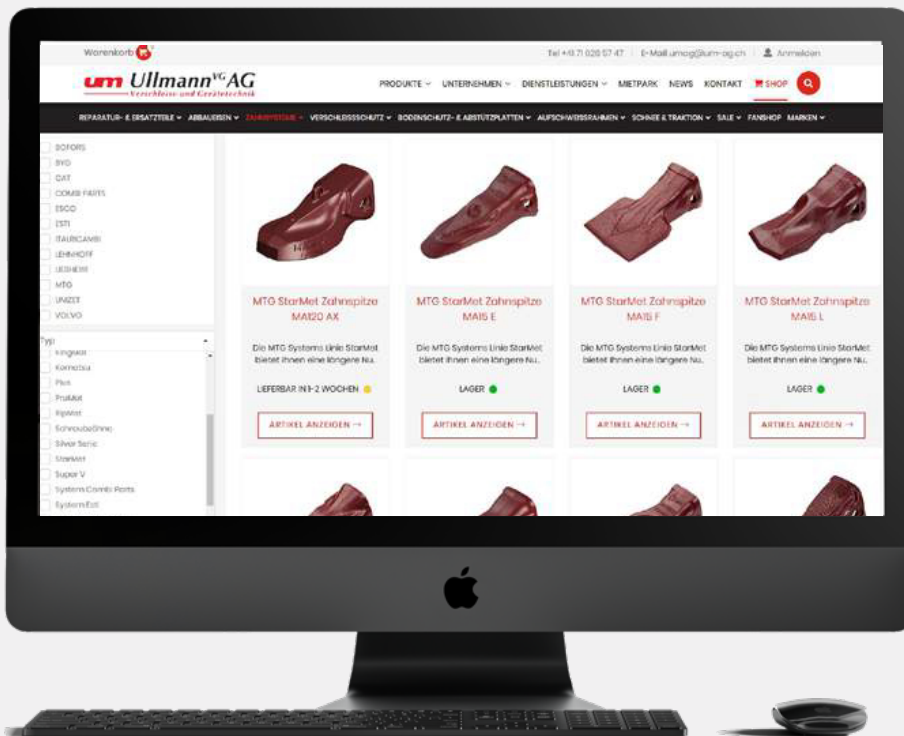 Warenkorb
Tel +41 71 026 57 47 E-Mail umag@um-ag.ch Anmelden
um Ullmann VG AG
Verschleiss- und Gerätetechnik
PRODUKTE UNTERNEHMEN DIENSTLEISTUNGEN MIETPARK NEWS KONTAKT SHOP
REPARATUR- & ERSATZTEILE ABBAUEISEN ZAHNSYSTEME VERSCHLEISSSCHUTZ BODENSCHUTZ- & ABSTÜTZPLATTEN AUFSCHWEISSRAHMEN SCHNEE & TRAKTION SALE FANSHOP MARKEN
BOFORS
BYG
CAT
COMBI PARTS
ESCO
ESTI
ITALRICAMBI
LEHNHOFF
LIEBHERR
MTG
UNIZET
VOLVO
Typ
KingMet
Komatsu
Plus
ProMet
RipMet
Schraubzähne
Silver Serie
StarMet
Super V
System Combi Parts
System Esti
MTG StarMet Zahnspitze
MA120 AX
Die MTG Systems Linie StarMet
bietet Ihnen eine längere Nu..
LIEFERBAR IN 1-2 WOCHEN
ARTIKEL ANZEIGEN →
MTG StarMet Zahnspitze
MA15 E
Die MTG Systems Linie StarMet
bietet Ihnen eine längere Nu..
LAGER
ARTIKEL ANZEIGEN →
MTG StarMet Zahnspitze
MA15 F
Die MTG Systems Linie StarMet
bietet Ihnen eine längere Nu..
LAGER
ARTIKEL ANZEIGEN →
MTG StarMet Zahnspitze
MA15 L
Die MTG Systems Linie StarMet
bietet Ihnen eine längere Nu..
LAGER
ARTIKEL ANZEIGEN →